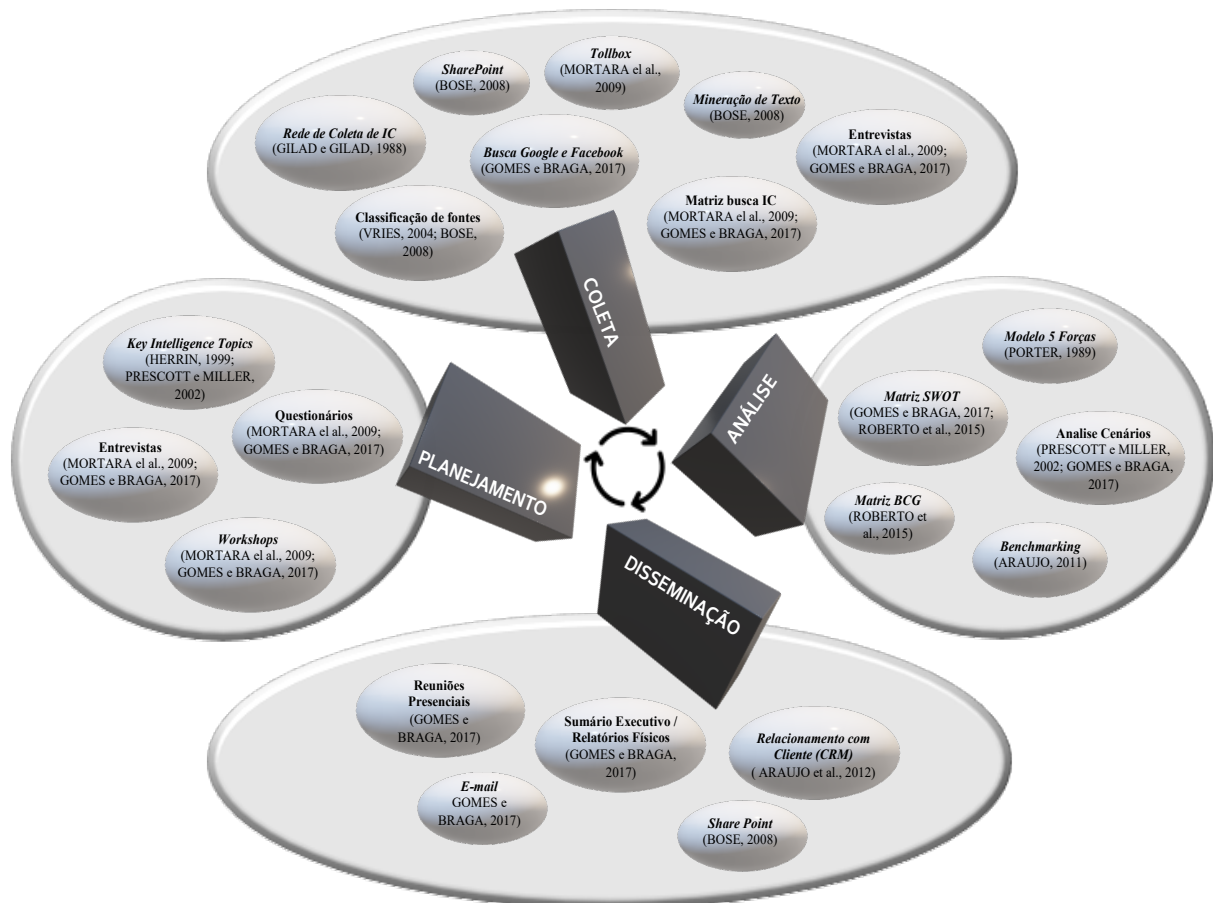 SharePoint
(BOSE, 2008)
Tollbox
(MORTARA el al.,
2009)
Mineração de Texto
(BOSE, 2008)
Rede de Coleta de IC
(GILAD e GILAD, 1988)
Busca Google e Facebook
(GOMES e BRAGA, 2017)
Entrevistas
(MORTARA el al., 2009;
GOMES e BRAGA, 2017)
Classificação de fontes
(VRIES, 2004; BOSE,
2008)
Matriz busca IC
(MORTARA el al., 2009;
GOMES e BRAGA, 2017)
COLETA
Key Intelligence Topics
(HERRIN, 1999;
PRESCOTT e MILLER,
2002)
Questionários
(MORTARA el al., 2009;
GOMES e BRAGA, 2017)
Entrevistas
(MORTARA el al., 2009;
GOMES e BRAGA, 2017)
Workshops
(MORTARA el al., 2009;
GOMES e BRAGA, 2017)
PLANEJAMENTO
ANÁLISE
Modelo 5 Forças
(PORTER, 1989)
Matriz SWOT
(GOMES e BRAGA, 2017;
ROBERTO et al., 2015)
Analise Cenários
(PRESCOTT e MILLER,
2002; GOMES e BRAGA,
2017)
Matriz BCG
(ROBERTO et
al., 2015)
Benchmarking
(ARAUJO, 2011)
DISSEMINAÇÃO
Reuniões
Presenciais
(GOMES e
BRAGA, 2017)
Sumário Executivo /
Relatórios Físicos
(GOMES e BRAGA,
2017)
Relacionamento com
Cliente (CRM)
( ARAUJO et al., 2012)
E-mail
GOMES e
BRAGA, 2017)
Share Point
(BOSE, 2008)